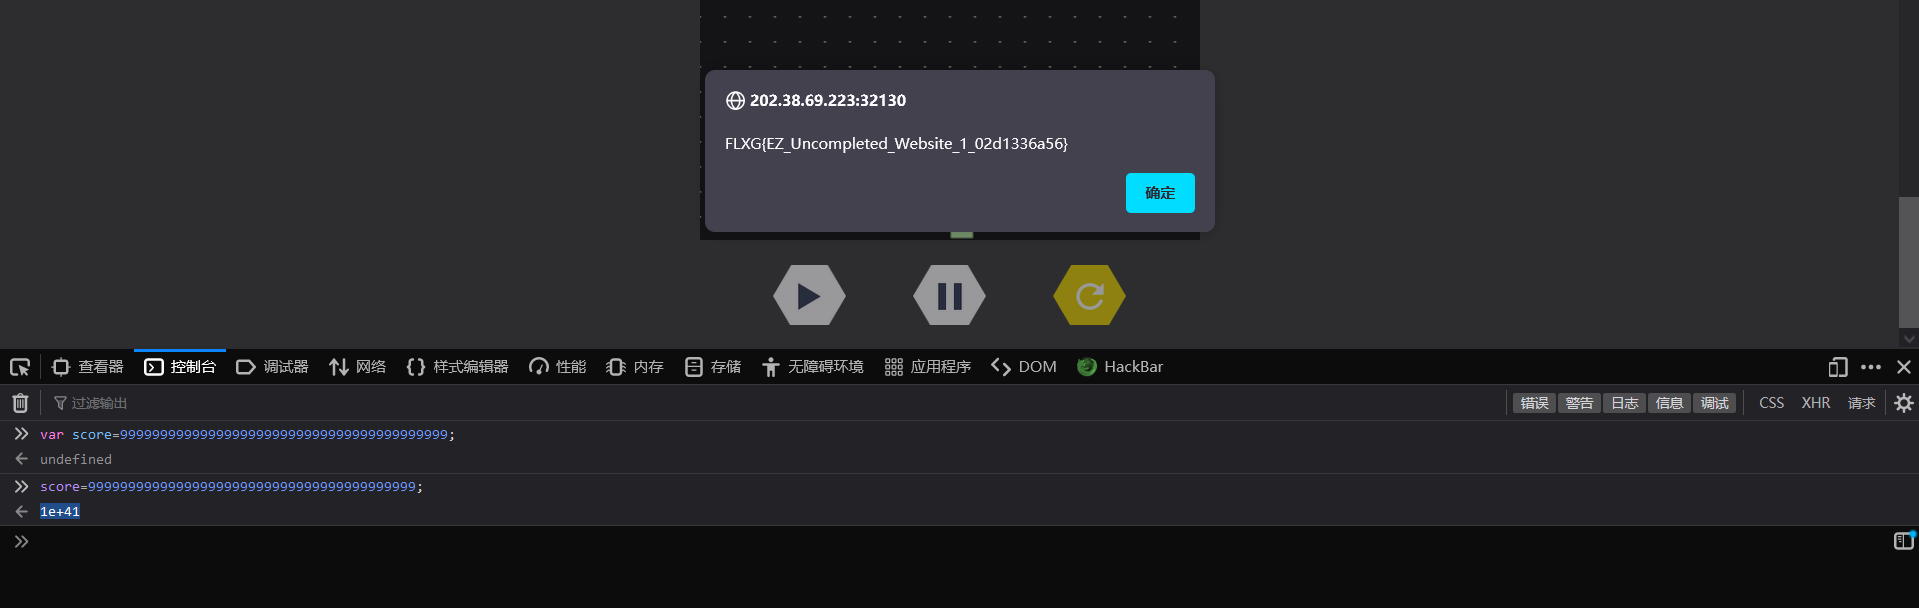 202.38.69.223:32130
FLXG{EZ_Uncompleted_Website_1_02d1336a56}
确定
查看器 控制台 调试器 网络 样式编辑器 性能 内存 存储 无障碍环境 应用程序 DOM HackBar
过滤输出 错误 警告 日志 信息 调试 CSS XHR 请求
var score=99999999999999999999999999999999999999999;
undefined
score=99999999999999999999999999999999999999999;
1e+41